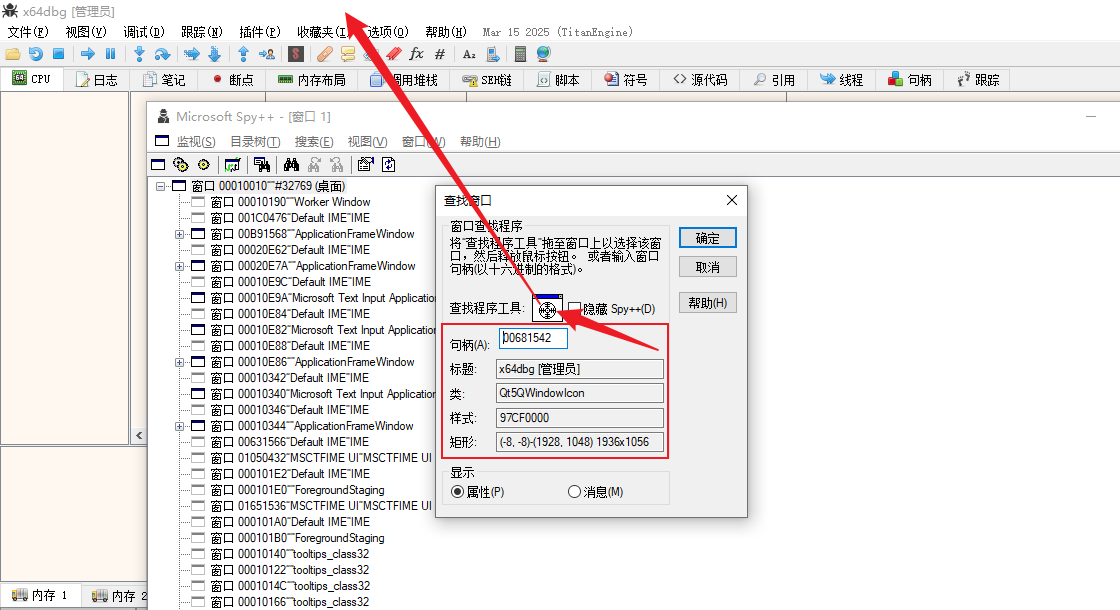 x64dbg [管理员]
文件(F) 视图(V) 调试(D) 跟踪(N) 插件(P) 收藏夹(I) 选项(O) 帮助(H) Mar 15 2025 (TitanEngine)
CPU 日志 笔记 断点 内存布局 调用堆栈 SEH链 脚本 符号 源代码 引用 线程 句柄 跟踪
Microsoft Spy++ - [窗口 1]
监视(S) 目录树(T) 搜索(E) 视图(V) 窗口(W) 帮助(H)
窗口 00010010""#32769 (桌面)
窗口 00010190""Worker Window
窗口 001C0476"Default IME"IME
窗口 00B91568""ApplicationFrameWindow
窗口 00020E62"Default IME"IME
窗口 00020E7A""ApplicationFrameWindow
窗口 00010E9C"Default IME"IME
窗口 00010E9A"Microsoft Text Input Applicatio
窗口 00010E84"Default IME"IME
窗口 00010E82"Microsoft Text Input Applicatio
窗口 00010E88"Default IME"IME
窗口 00010E86""ApplicationFrameWindow
窗口 00010342"Default IME"IME
窗口 00010340"Microsoft Text Input Application
窗口 00010346"Default IME"IME
窗口 00010344""ApplicationFrameWindow
窗口 00631566"Default IME"IME
窗口 01050432"MSCTFIME UI"MSCTFIME UI
窗口 000101E2"Default IME"IME
窗口 000101E0""ForegroundStaging
窗口 01651536"MSCTFIME UI"MSCTFIME UI
窗口 000101A0"Default IME"IME
窗口 000101B0""ForegroundStaging
窗口 00010140""tooltips_class32
窗口 00010122""tooltips_class32
窗口 0001014C""tooltips_class32
窗口 00010166""tooltips_class32
查找窗口
窗口查找程序
将"查找程序工具"拖至窗口上以选择该窗
口，然后释放鼠标按钮。 或者输入窗口
句柄(以十六进制的格式)。
查找程序工具: 隐藏 Spy++(D)
句柄(A): 00681542
标题: x64dbg [管理员]
类: Qt5QWindowIcon
样式: 97CF0000
矩形: (-8, -8)-(1928, 1048) 1936x1056
显示
属性(P) 消息(M)
确定
取消
帮助(H)
内存 1 内存 2